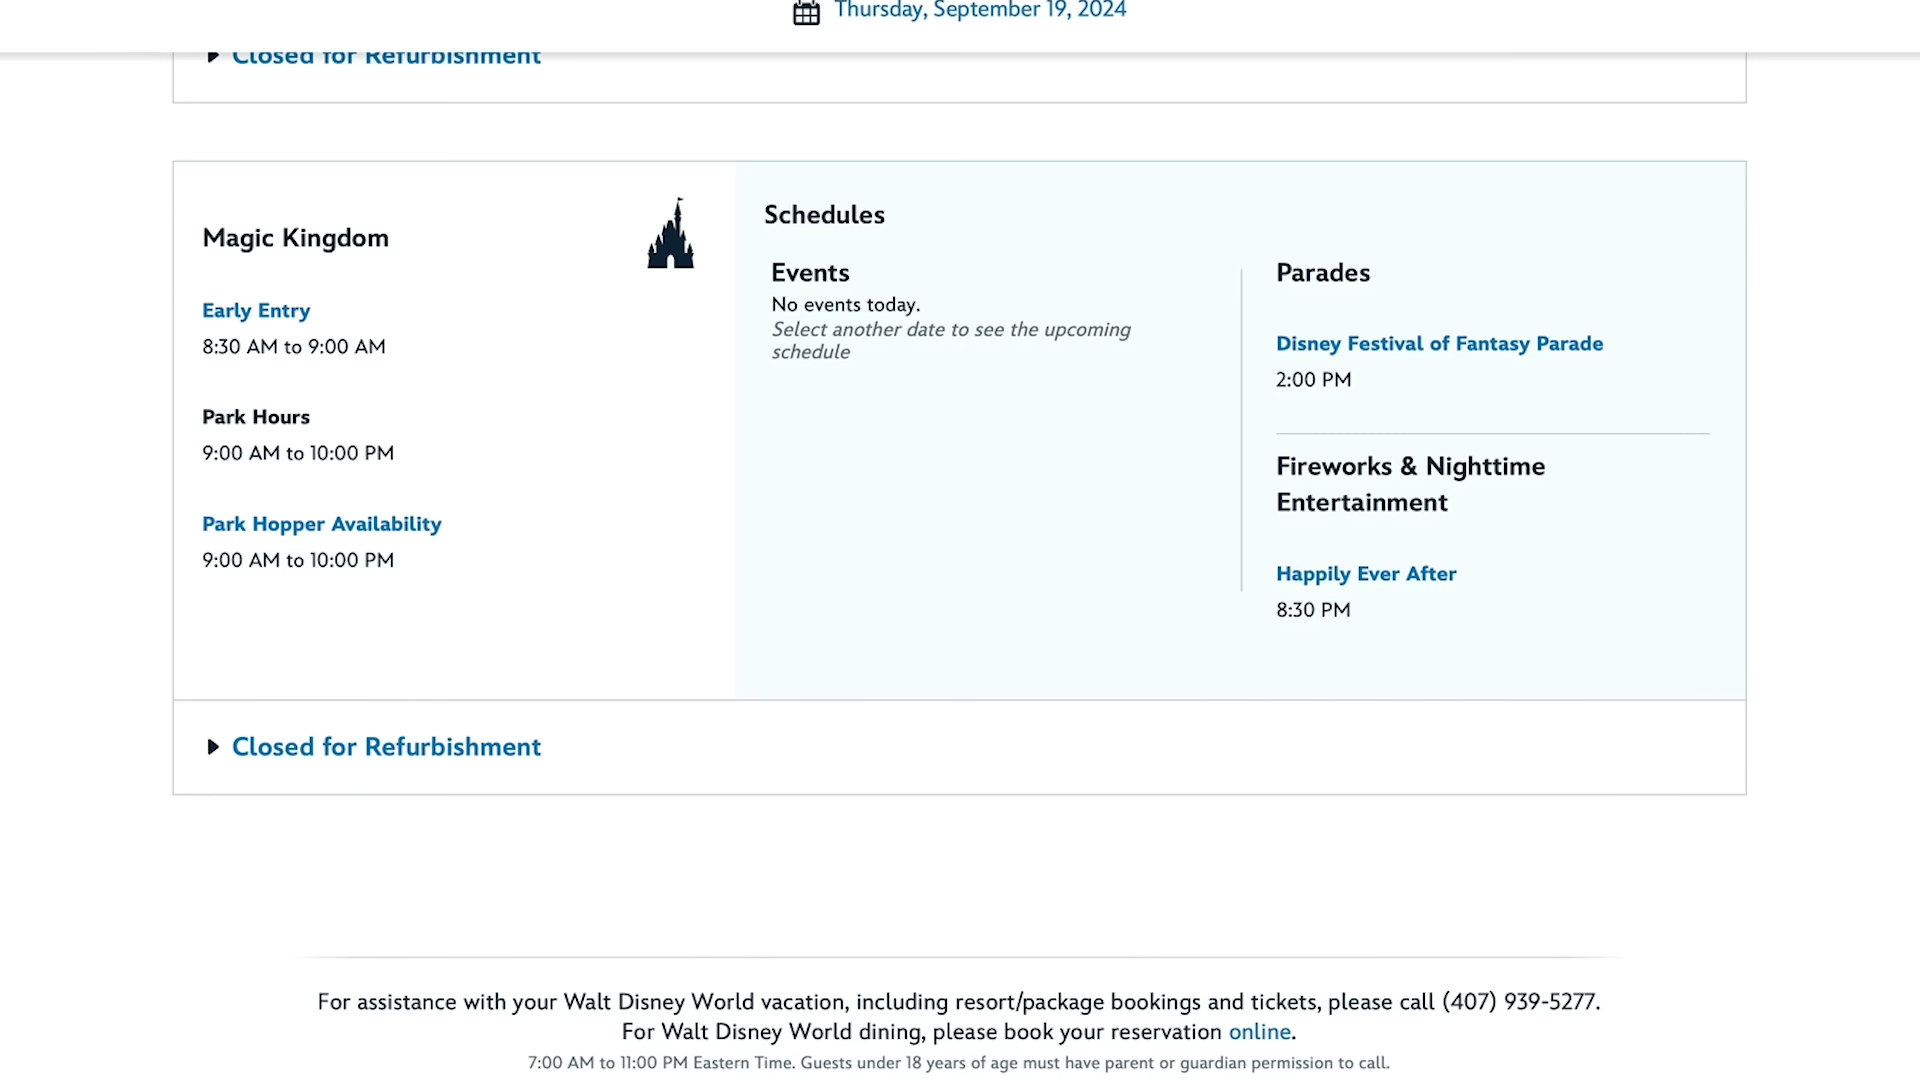 Thursday, September 19, 2024
Closed for Refurbishment
Magic Kingdom
Early Entry
8:30 AM to 9:00 AM
Park Hours
9:00 AM to 10:00 PM
Park Hopper Availability
9:00 AM to 10:00 PM
Schedules
Events
No events today.
Select another date to see the upcoming
schedule
Parades
Disney Festival of Fantasy Parade
2:00 PM
Fireworks & Nighttime
Entertainment
Happily Ever After
8:30 PM
Closed for Refurbishment
For assistance with your Walt Disney World vacation, including resort/package bookings and tickets, please call (407) 939-5277.
For Walt Disney World dining, please book your reservation online.
7:00 AM to 11:00 PM Eastern Time. Guests under 18 years of age must have parent or guardian permission to call.